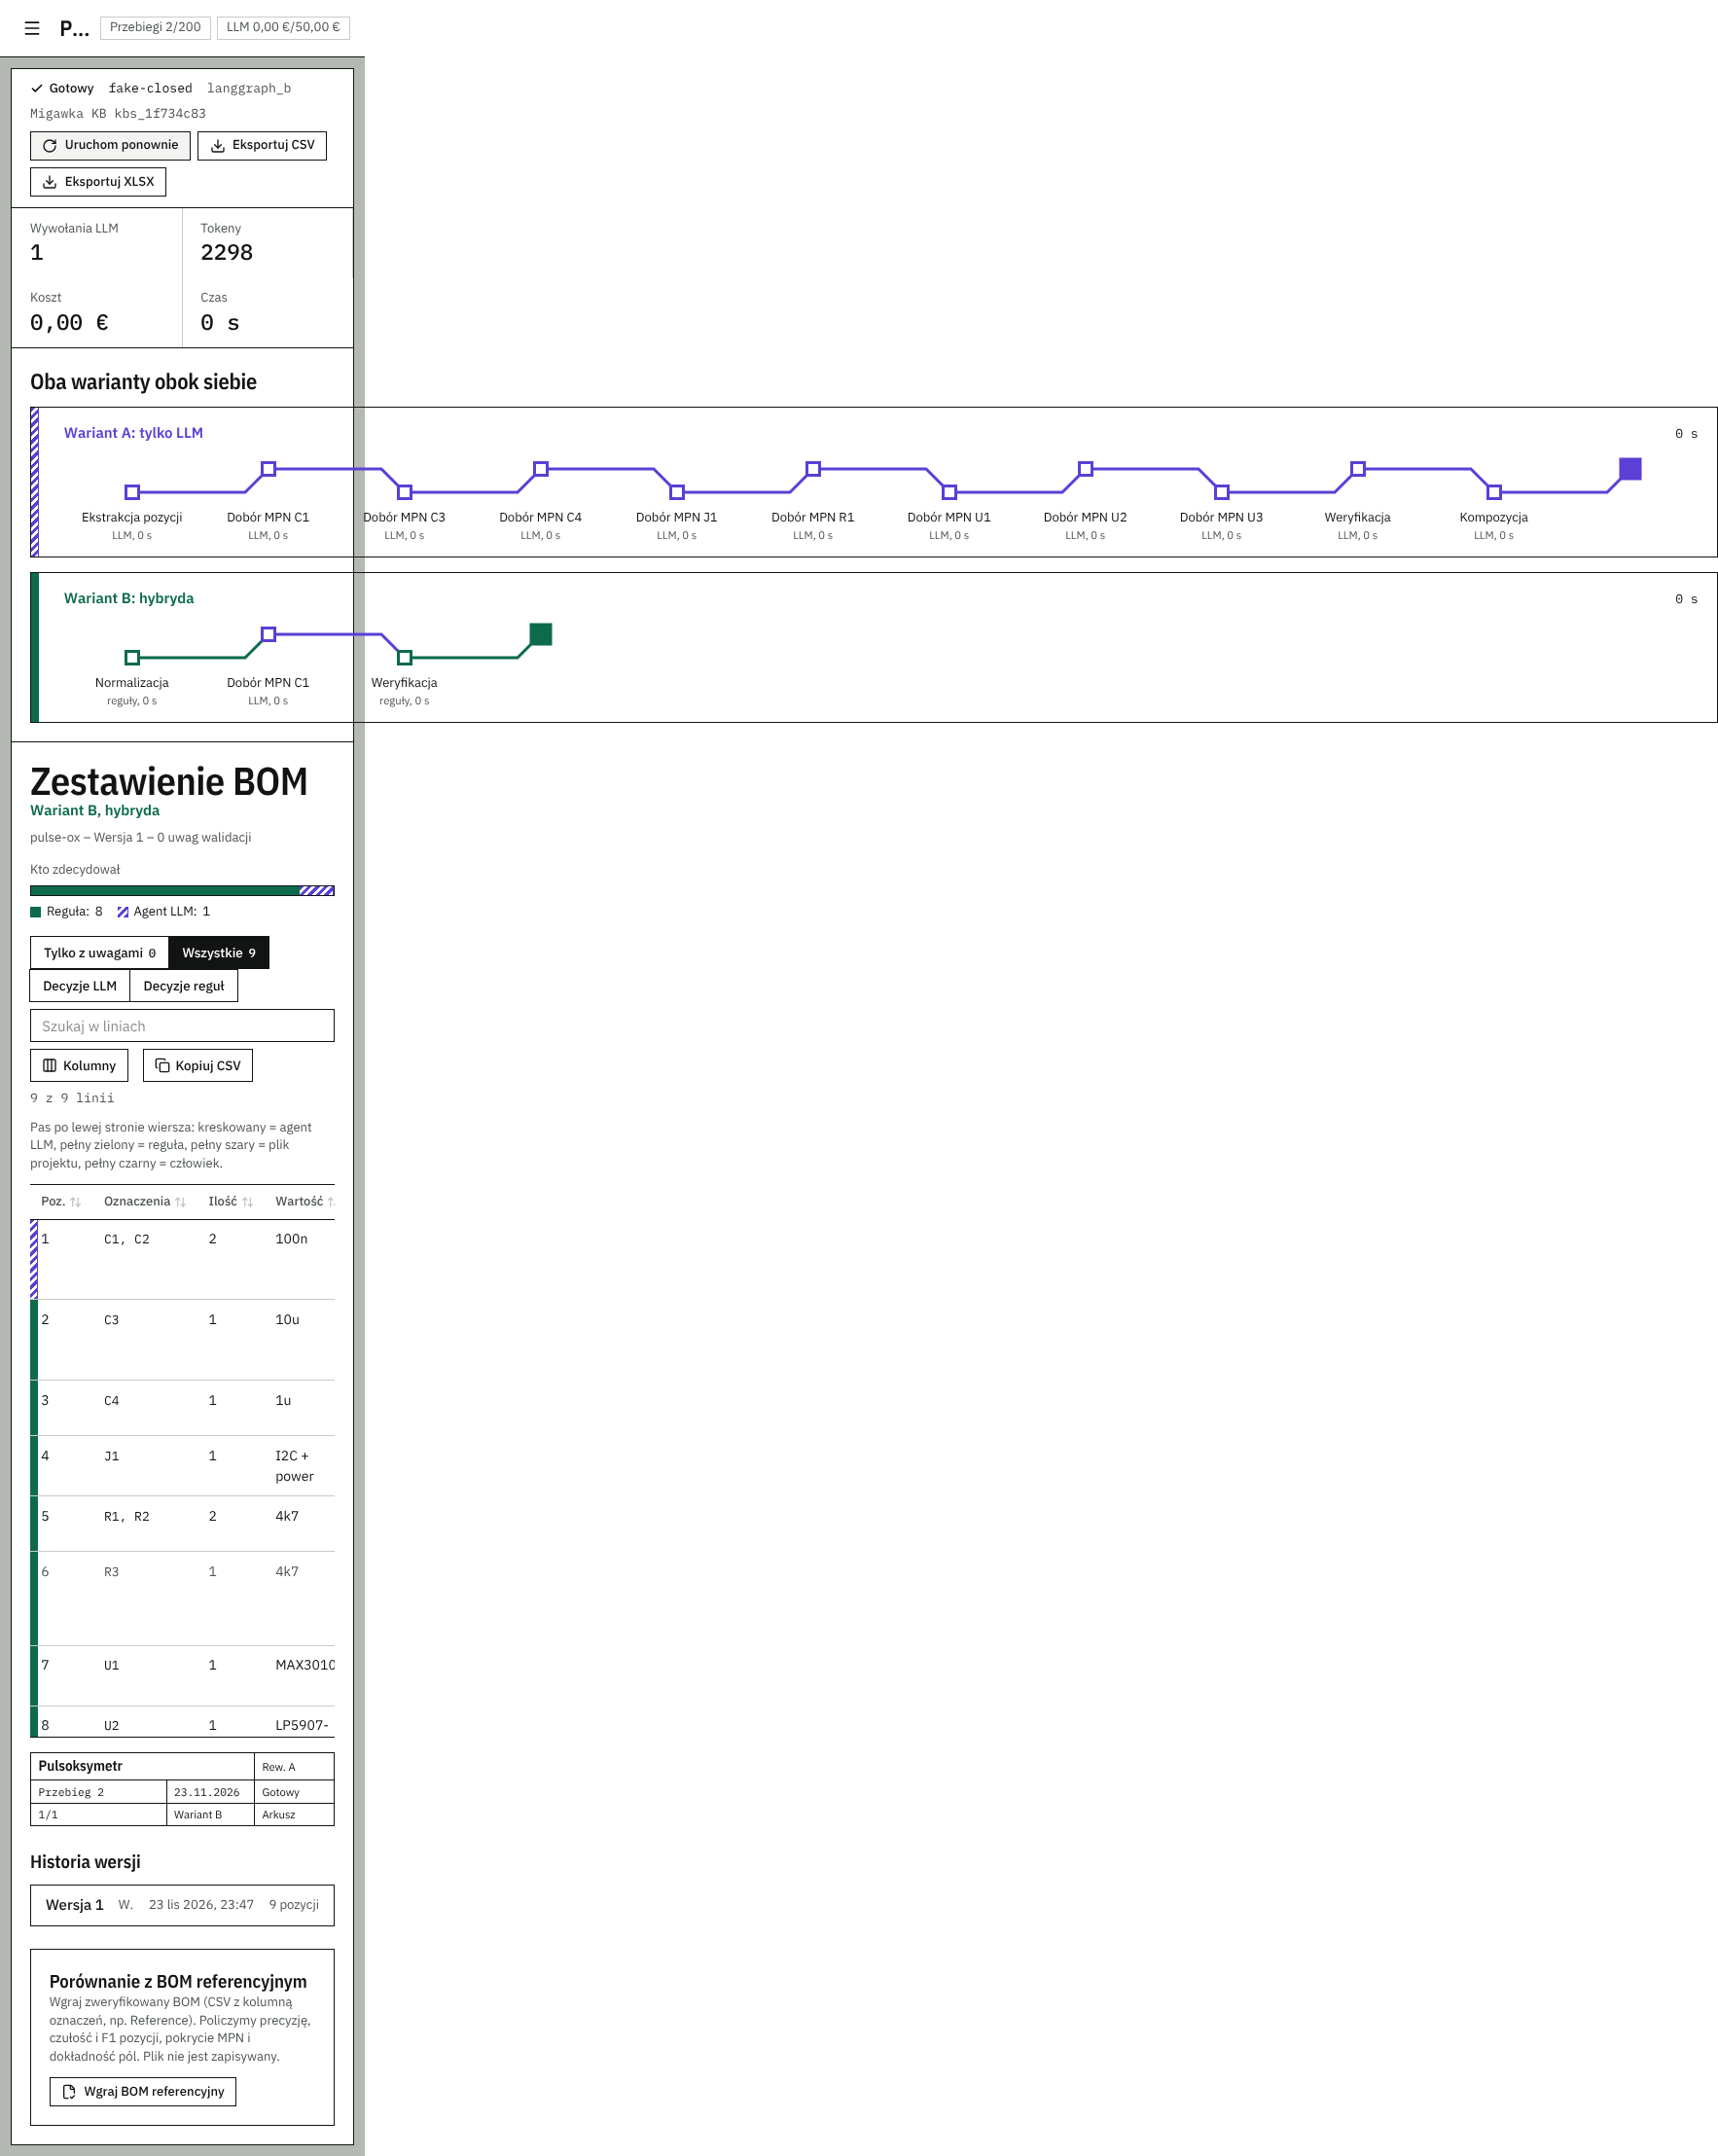 P... Przebiegi 2/200 LLM 0,00 €/50,00 €
Gotowy fake-closed langgraph_b
Migawka KB kbs_1f734c83
Uruchom ponownie Eksportuj CSV
Eksportuj XLSX
Wywołania LLM Tokeny
1 2298
Koszt Czas
0,00 € 0 s
Oba warianty obok siebie
Wariant A: tylko LLM 0 s
Ekstrakcja pozycji Dobór MPN C1 Dobór MPN C3 Dobór MPN C4 Dobór MPN J1 Dobór MPN R1 Dobór MPN U1 Dobór MPN U2 Dobór MPN U3 Weryfikacja Kompozycja
LLM, 0 s LLM, 0 s LLM, 0 s LLM, 0 s LLM, 0 s LLM, 0 s LLM, 0 s LLM, 0 s LLM, 0 s LLM, 0 s LLM, 0 s
Wariant B: hybryda 0 s
Normalizacja Dobór MPN C1 Weryfikacja
reguły, 0 s LLM, 0 s reguły, 0 s
Zestawienie BOM
Wariant B, hybryda
pulse-ox – Wersja 1 – 0 uwag walidacji
Kto zdecydował
Reguła: 8 Agent LLM: 1
Tylko z uwagami 0 Wszystkie 9
Decyzje LLM Decyzje reguł
Szukaj w liniach
Kolumny Kopiuj CSV
9 z 9 linii
Pas po lewej stronie wiersza: kreskowany = agent
LLM, pełny zielony = reguła, pełny szary = plik
projektu, pełny czarny = człowiek.
Poz. Oznaczenia Ilość Wartość
1 C1, C2 2 100n
2 C3 1 10u
3 C4 1 1u
4 J1 1 I2C +
power
5 R1, R2 2 4k7
6 R3 1 4k7
7 U1 1 MAX3010
8 U2 1 LP5907-
Pulsoksymetr Rew. A
Przebieg 2 23.11.2026 Gotowy
1/1 Wariant B Arkusz
Historia wersji
Wersja 1 W. 23 lis 2026, 23:47 9 pozycji
Porównanie z BOM referencyjnym
Wgraj zweryfikowany BOM (CSV z kolumną
oznaczeń, np. Reference). Policzymy precyzję,
czułość i F1 pozycji, pokrycie MPN i
dokładność pól. Plik nie jest zapisywany.
Wgraj BOM referencyjny